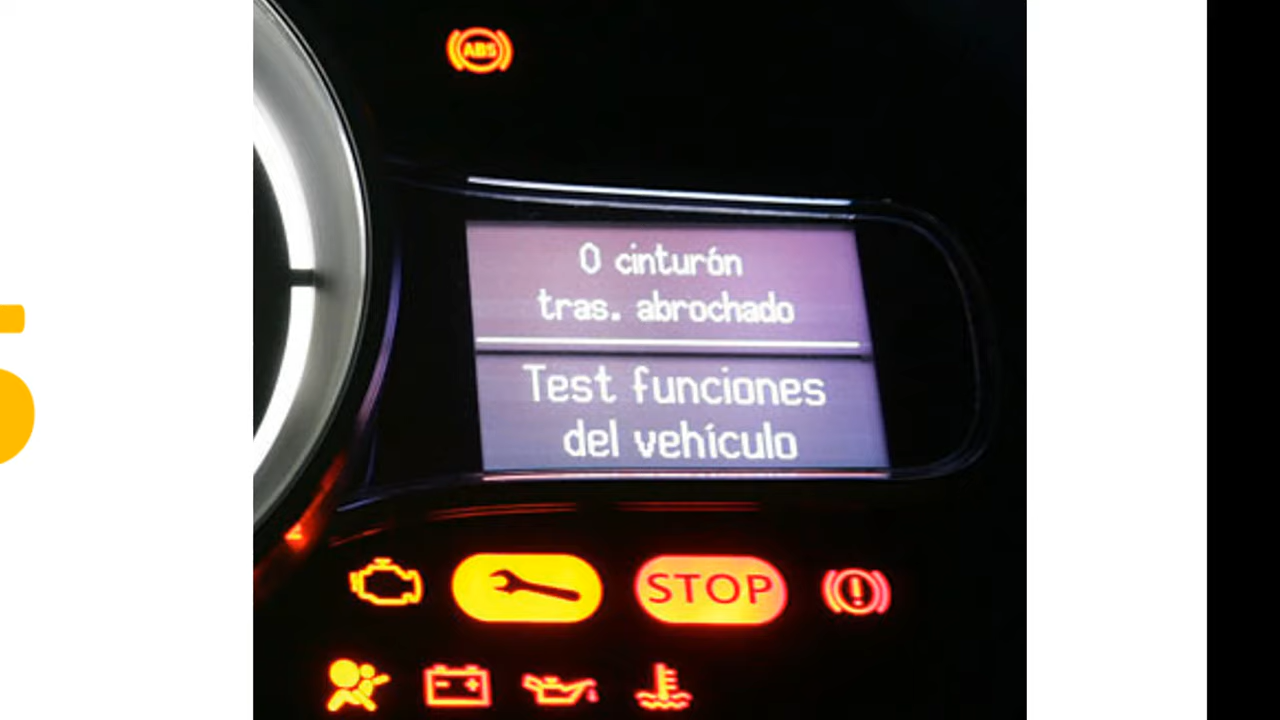 ABS
0 cinturón
tras. abrochado
Test funciones
del vehículo
STOP